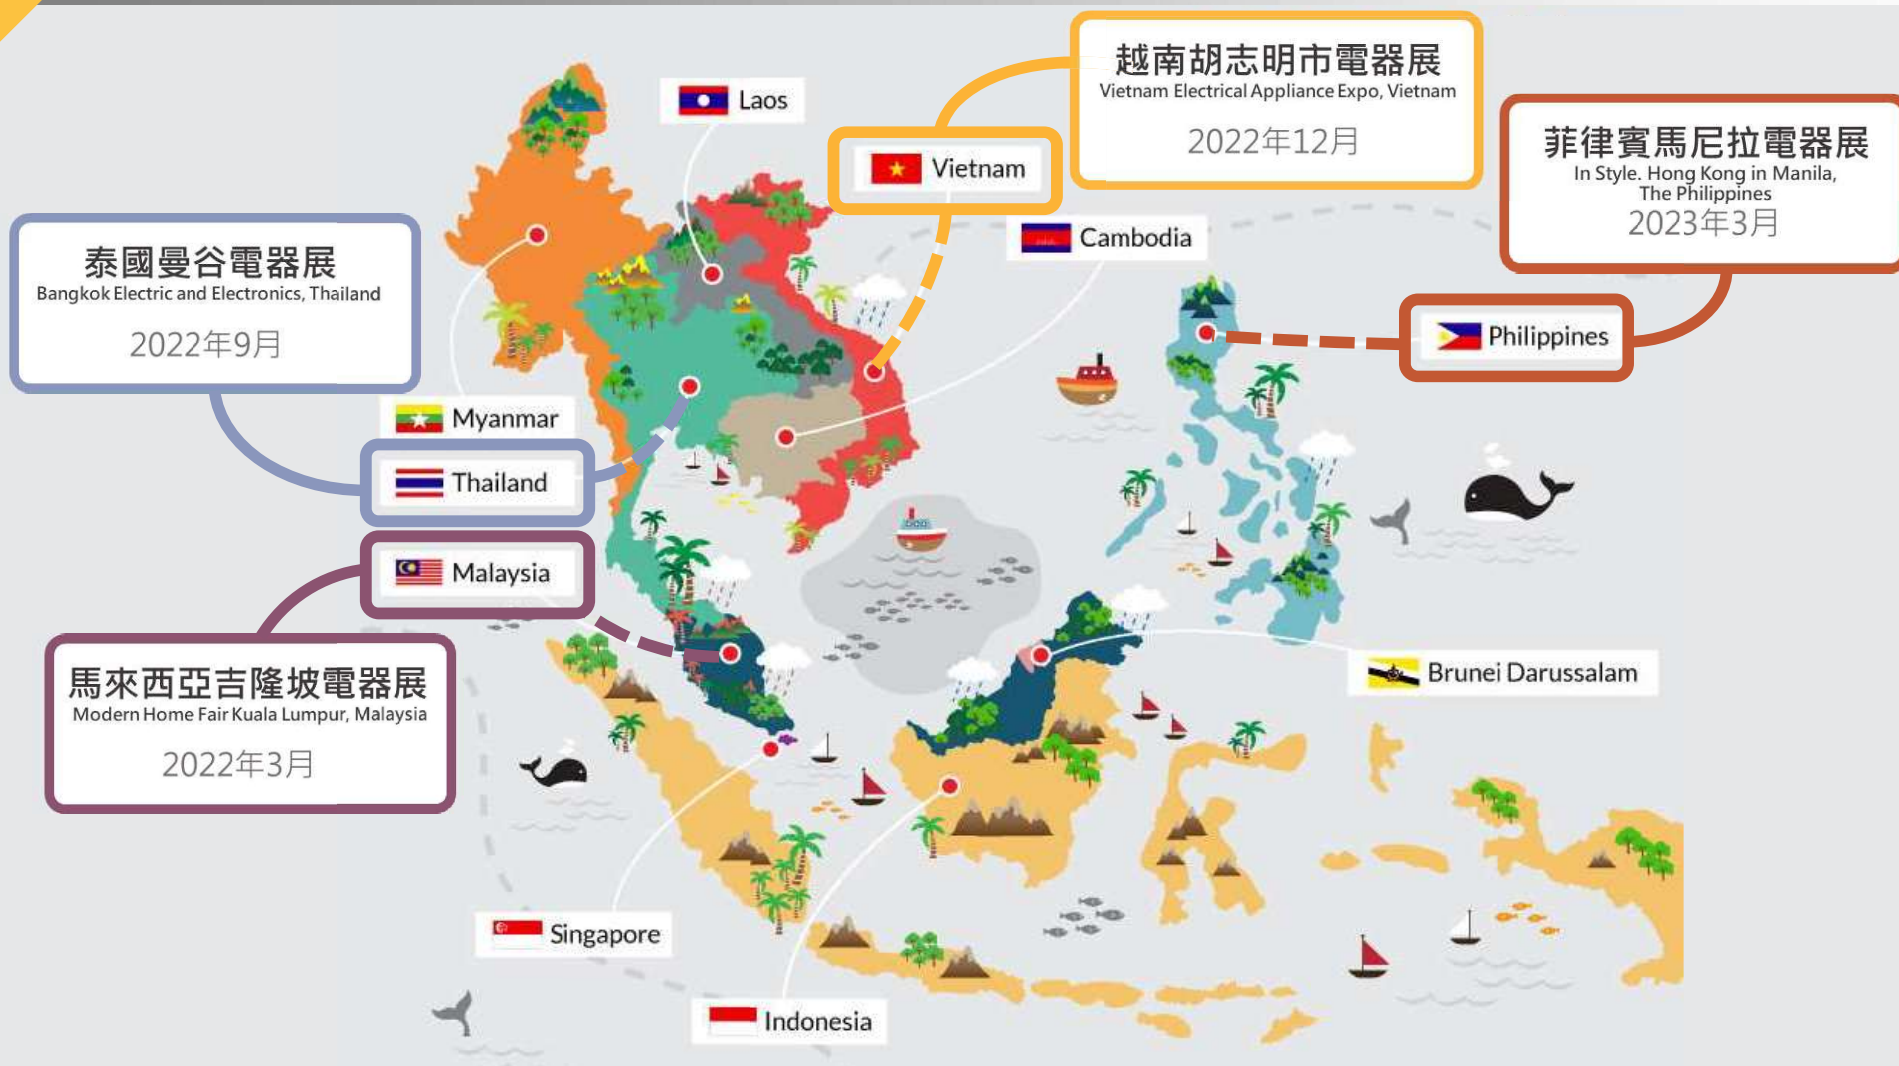 越南胡志明市電器展
Vietnam Electrical Appliance Expo, Vietnam
2022年12月
Laos
Vietnam
菲律賓馬尼拉電器展
In Style. Hong Kong in Manila,
The Philippines
2023年3月
Cambodia
泰國曼谷電器展
Bangkok Electric and Electronics, Thailand
2022年9月
Philippines
Myanmar
Thailand
Malaysia
馬來西亞吉隆坡電器展
Modern Home Fair Kuala Lumpur, Malaysia
2022年3月
Brunei Darussalam
Singapore
Indonesia